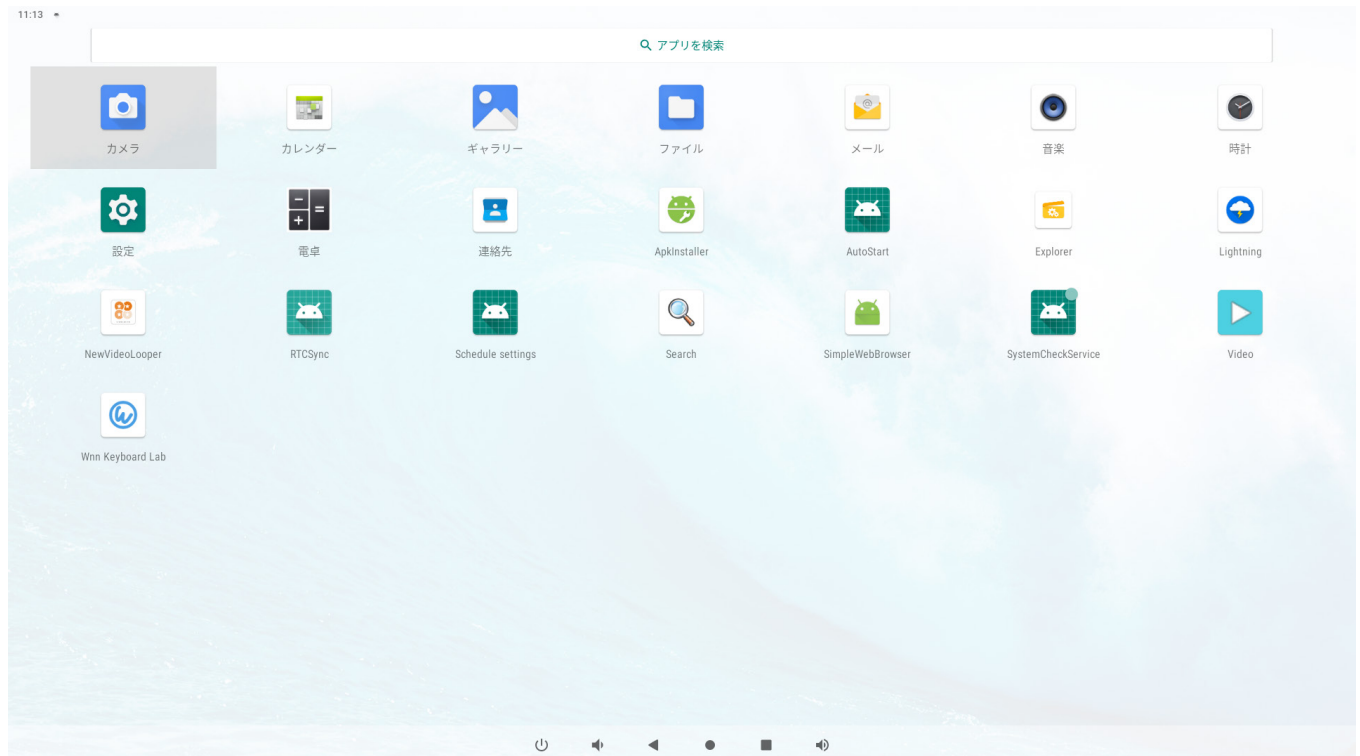 11:13
アプリを検索
カメラ
カレンダー
ギャラリー
ファイル
メール
音楽
時計
設定
電卓
連絡先
ApkInstaller
AutoStart
Explorer
Lightning
NewVideoLooper
RTCSync
Schedule settings
Search
SimpleWebBrowser
SystemCheckService
Video
Wnn Keyboard Lab